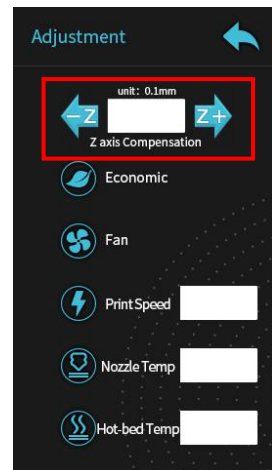 Adjustment
unit: 0.1mm
-Z Z+
Z axis Compensation
Economic
Fan
Print Speed
Nozzle Temp
Hot-bed Temp